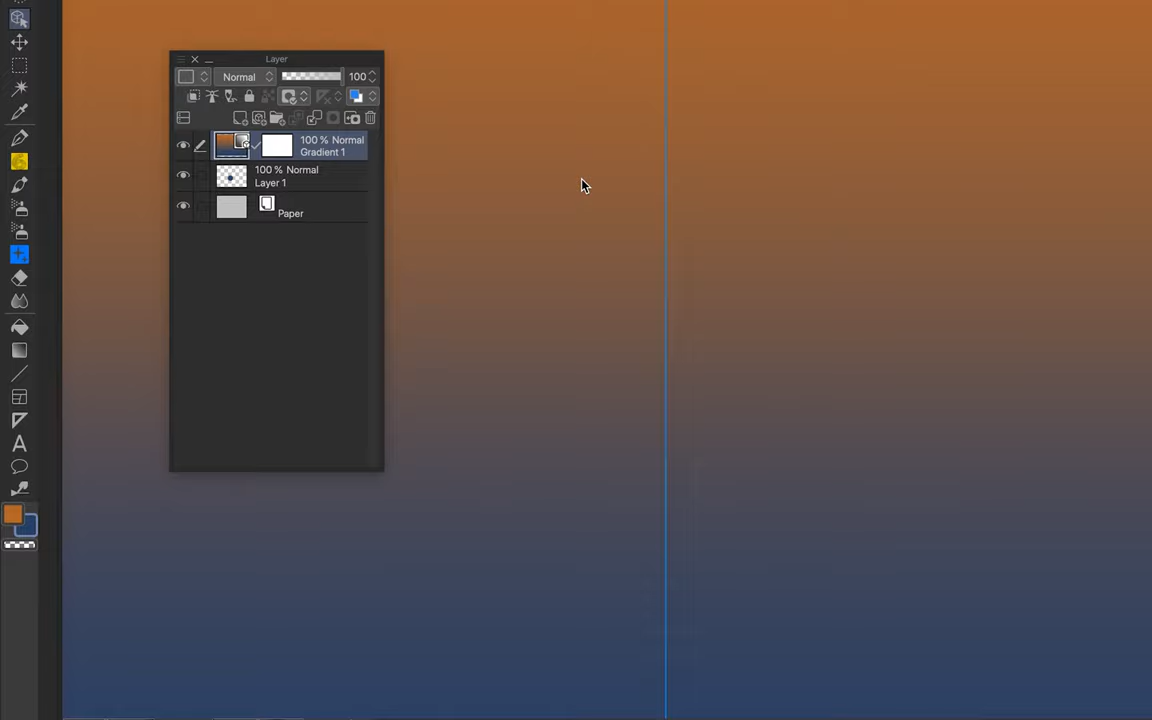 Layer
Normal 100
100 % Normal
Gradient 1
100 % Normal
Layer 1
Paper
A